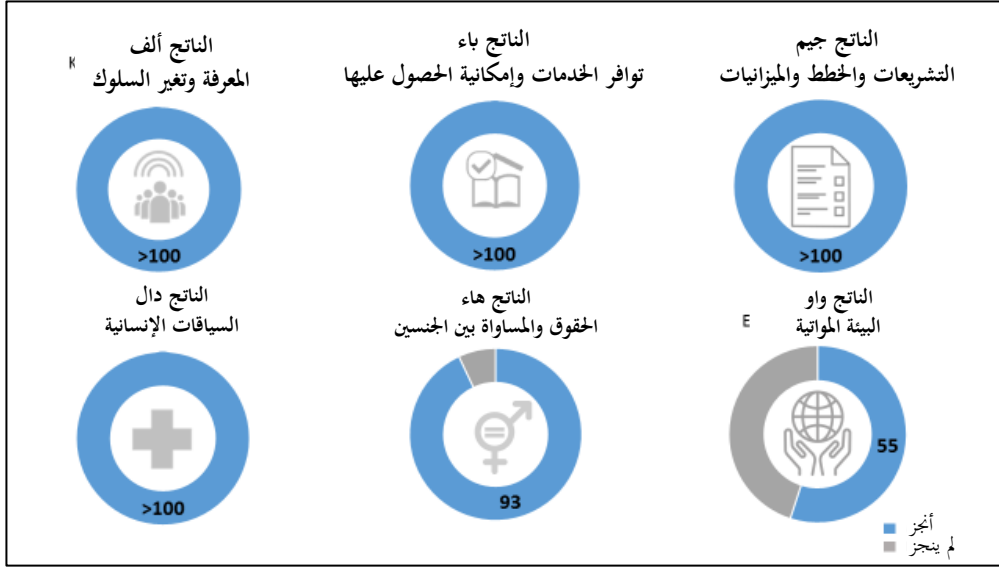 الناتج جيم
التشريعات والخطط والميزانيات
>100
الناتج باء
توافر الخدمات وإمكانية الحصول عليها
>100
الناتج ألف
المعرفة وتغير السلوك
K
>100
الناتج واو
البيئة المواتية
E
55
الناتج هاء
الحقوق والمساواة بين الجنسين
93
الناتج دال
السياقات الإنسانية
>100
أنجز
لم ينجز